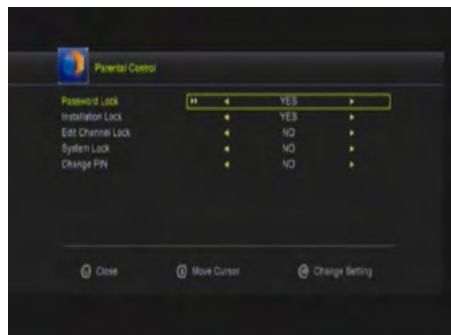 Parental Control
Password Lock YES
Installation Lock YES
Edit Channel Lock NO
System Lock NO
Change PIN NO
Close Move Cursor Change Setting